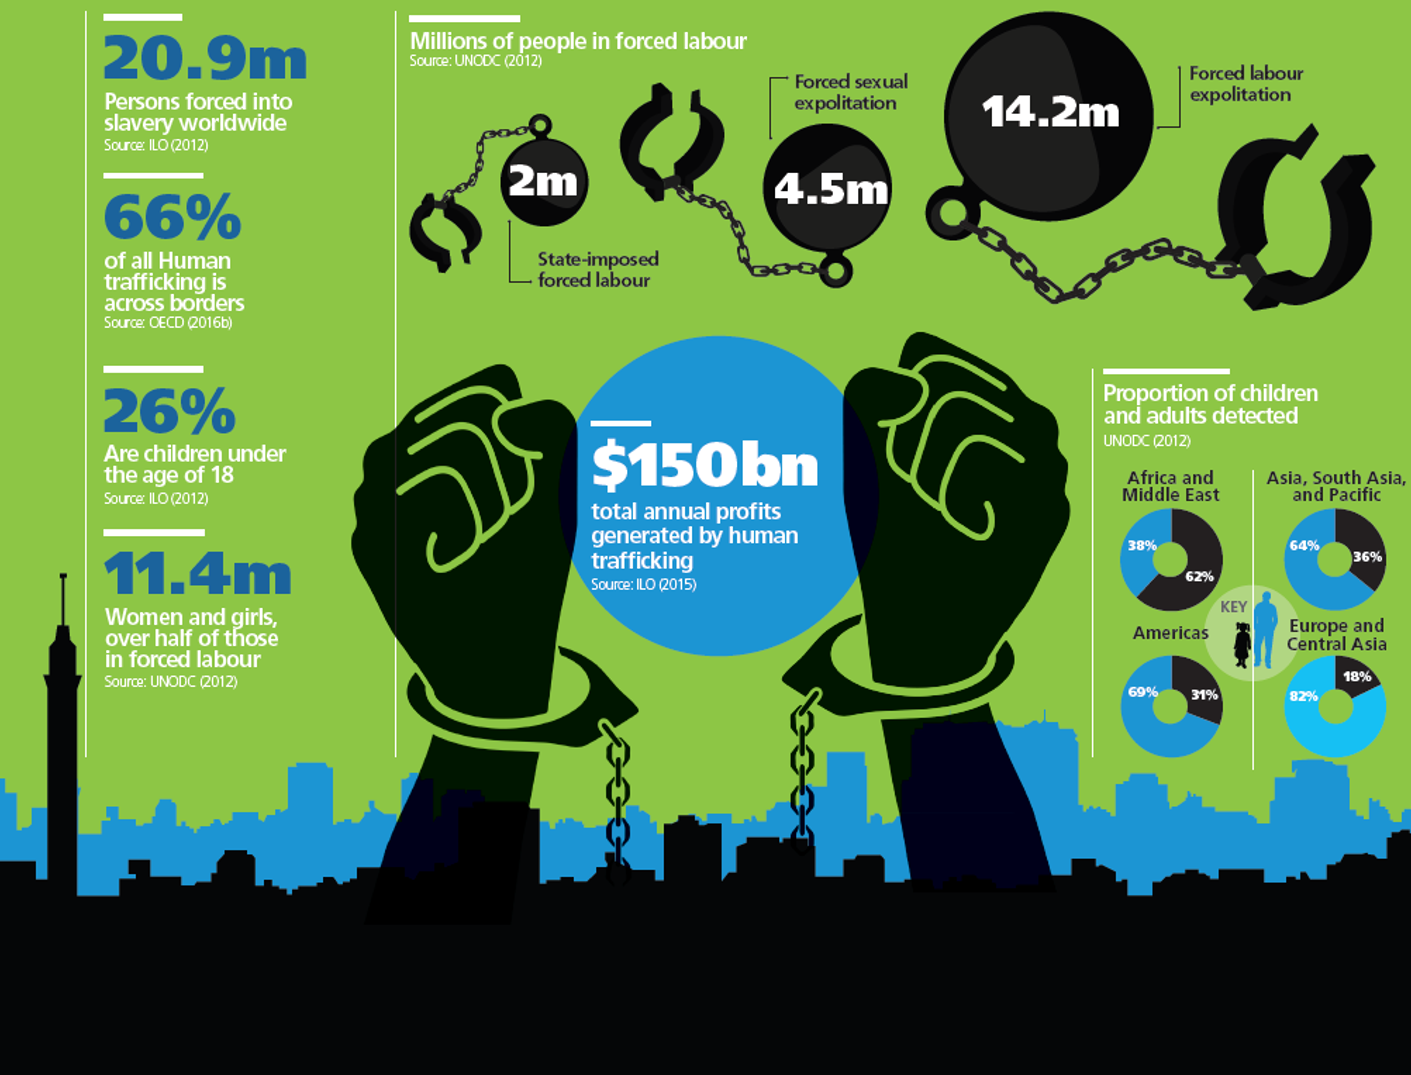 20.9m
Persons forced into
slavery worldwide
Source: ILO (2012)
66%
of all Human
trafficking is
across borders
Source: OECD (2016b)
26%
Are children under
the age of 18
Source: ILO (2012)
11.4m
Women and girls,
over half of those
in forced labour
Source: UNODC (2012)
Millions of people in forced labour
Source: UNODC (2012)
2m
State-imposed
forced labour
Forced sexual
expolitation
4.5m
14.2m
Forced labour
expolitation
$150bn
total annual profits
generated by human
trafficking
Source: ILO (2015)
Proportion of children
and adults detected
UNODC (2012)
Africa and
Middle East
38%
62%
Asia, South Asia,
and Pacific
64%
36%
KEY
Americas
69%
31%
Europe and
Central Asia
82%
18%